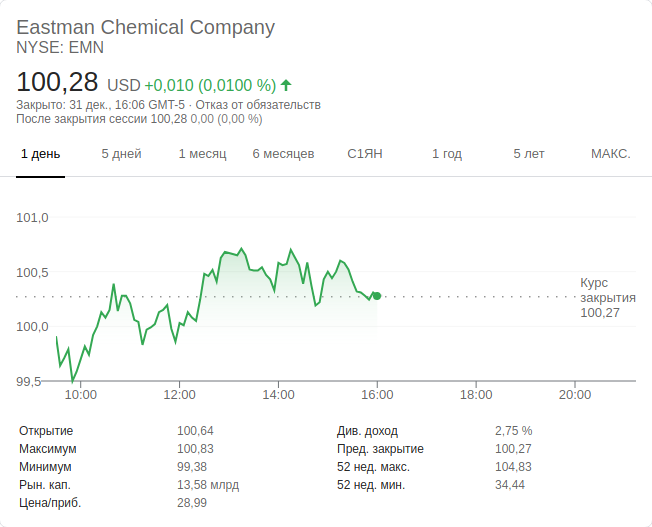 Eastman Chemical Company
NYSE: EMN
100,28 USD +0,010 (0,0100 %)
Закрыто: 31 дек., 16:06 GMT-5 · Отказ от обязательств
После закрытия сессии 100,28 0,00 (0,00 %)
1 день 5 дней 1 месяц 6 месяцев С1ЯН 1 год 5 лет МАКС.
101,0
100,5
100,0
99,5
Курс
закрытия
100,27
10:00 12:00 14:00 16:00 18:00 20:00
Открытие 100,64 Див. доход 2,75 %
Максимум 100,83 Пред. закрытие 100,27
Минимум 99,38 52 нед. макс. 104,83
Рын. кап. 13,58 млрд 52 нед. мин. 34,44
Цена/приб. 28,99